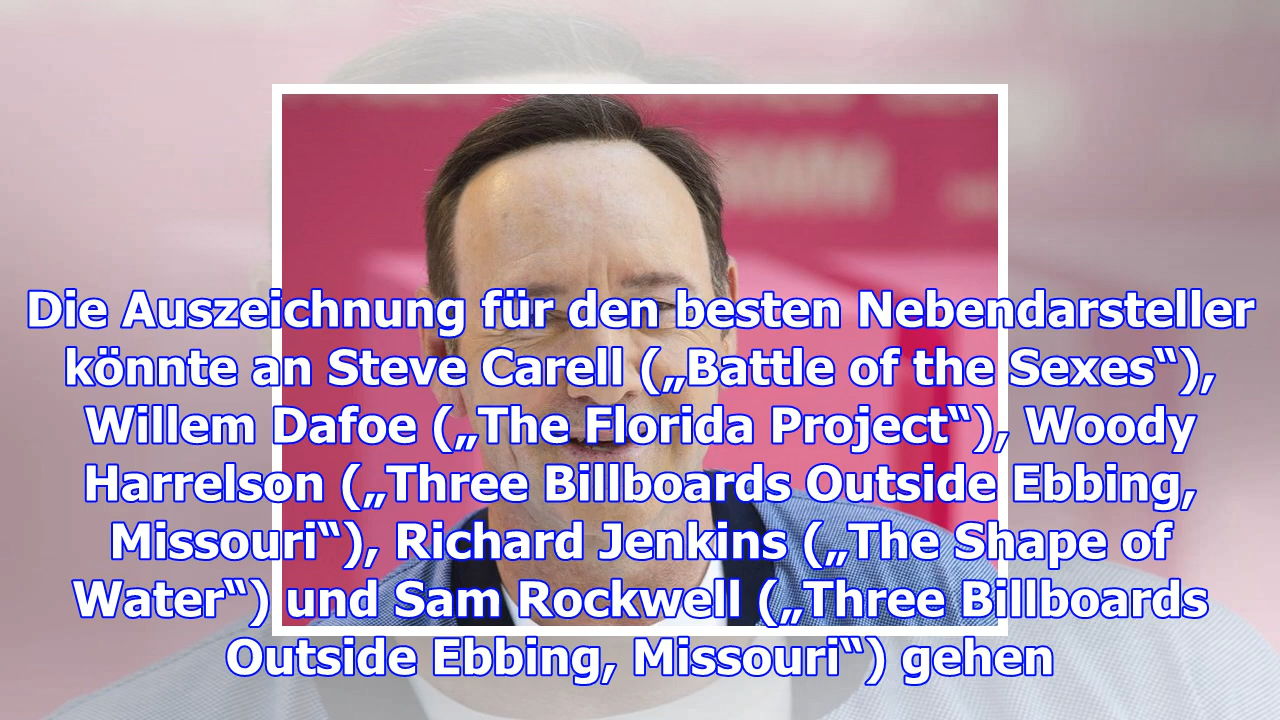 Die Auszeichnung für den besten Nebendarsteller
könnte an Steve Carell („Battle of the Sexes“),
Willem Dafoe („The Florida Project“), Woody
Harrelson („Three Billboards Outside Ebbing,
Missouri“), Richard Jenkins („The Shape of
Water“) und Sam Rockwell („Three Billboards
Outside Ebbing, Missouri“) gehen